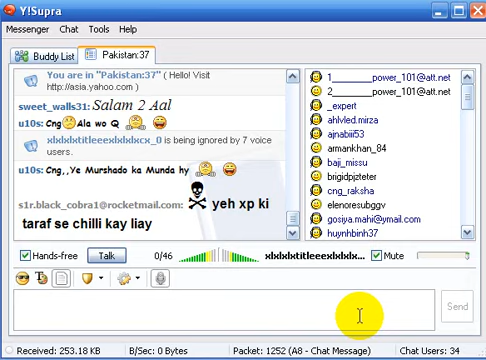 Y!Supra
Messenger Chat Tools Help
Buddy List Pakistan:37
You are in "Pakistan:37" ( Hello! Visit
http://asia.yahoo.com )
sweet_walls31: Salam 2 Aal
u10s: Cng Ala wo Q
xlxlxlxtitleeexlxlxlxcx_0 is being ignored by 7 voice
users.
u10s: Cng,,Ye Murshado ka Munda hy
s1r.black_cobra1@rocketmail.com: yeh xp ki
taraf se chilli kay liay
1________power_101@att.net
2________power_101@att.net
_expert
ahlvled.mirza
ajnabiii53
armankhan_84
baji_missu
brigidpjzteter
cng_raksha
elenoresubggv
gosiya.mahi@ymail.com
huynhbinh37
Hands-free Talk 0/46 xlxlxlxtitleeexlxlxlx... Mute
Send
Received: 253.18 KB B/Sec: 0 Bytes Packet: 1252 (A8 - Chat Message) Chat Users: 34